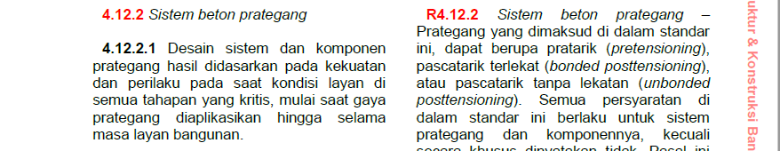 4.12.2 Sistem beton prategang
4.12.2.1 Desain sistem dan komponen
prategang hasil didasarkan pada kekuatan
dan perilaku pada saat kondisi layan di
semua tahapan yang kritis, mulai saat gaya
prategang diaplikasikan hingga selama
masa layan bangunan.
R4.12.2 Sistem beton prategang –
Prategang yang dimaksud di dalam standar
ini, dapat berupa pratarik (pretensioning),
pascatarik terlekat (bonded posttensioning),
atau pascatarik tanpa lekatan (unbonded
posttensioning). Semua persyaratan di
dalam standar ini berlaku untuk sistem
prategang dan komponennya, kecuali
& Konstruksi